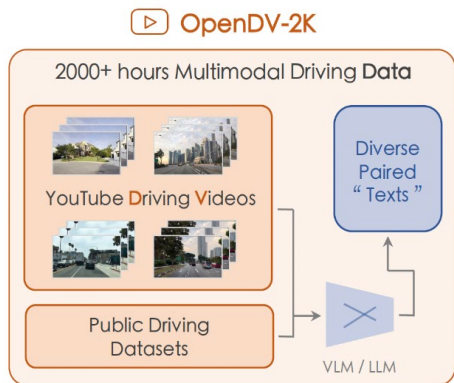 OpenDV-2K
2000+ hours Multimodal Driving Data
YouTube Driving Videos
Diverse
Paired
“ Texts ”
Public Driving
Datasets
VLM / LLM